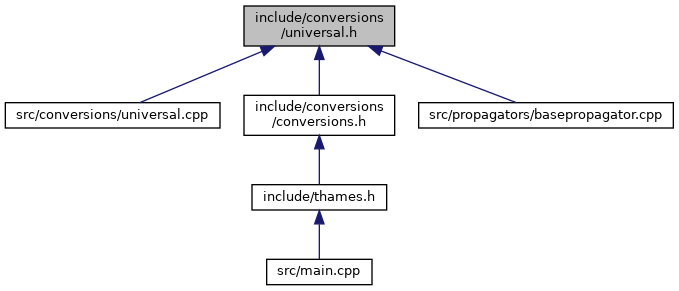 include/conversions
/universal.h
src/conversions/universal.cpp
include/conversions
/conversions.h
src/propagators/basepropagator.cpp
include/thames.h
src/main.cpp